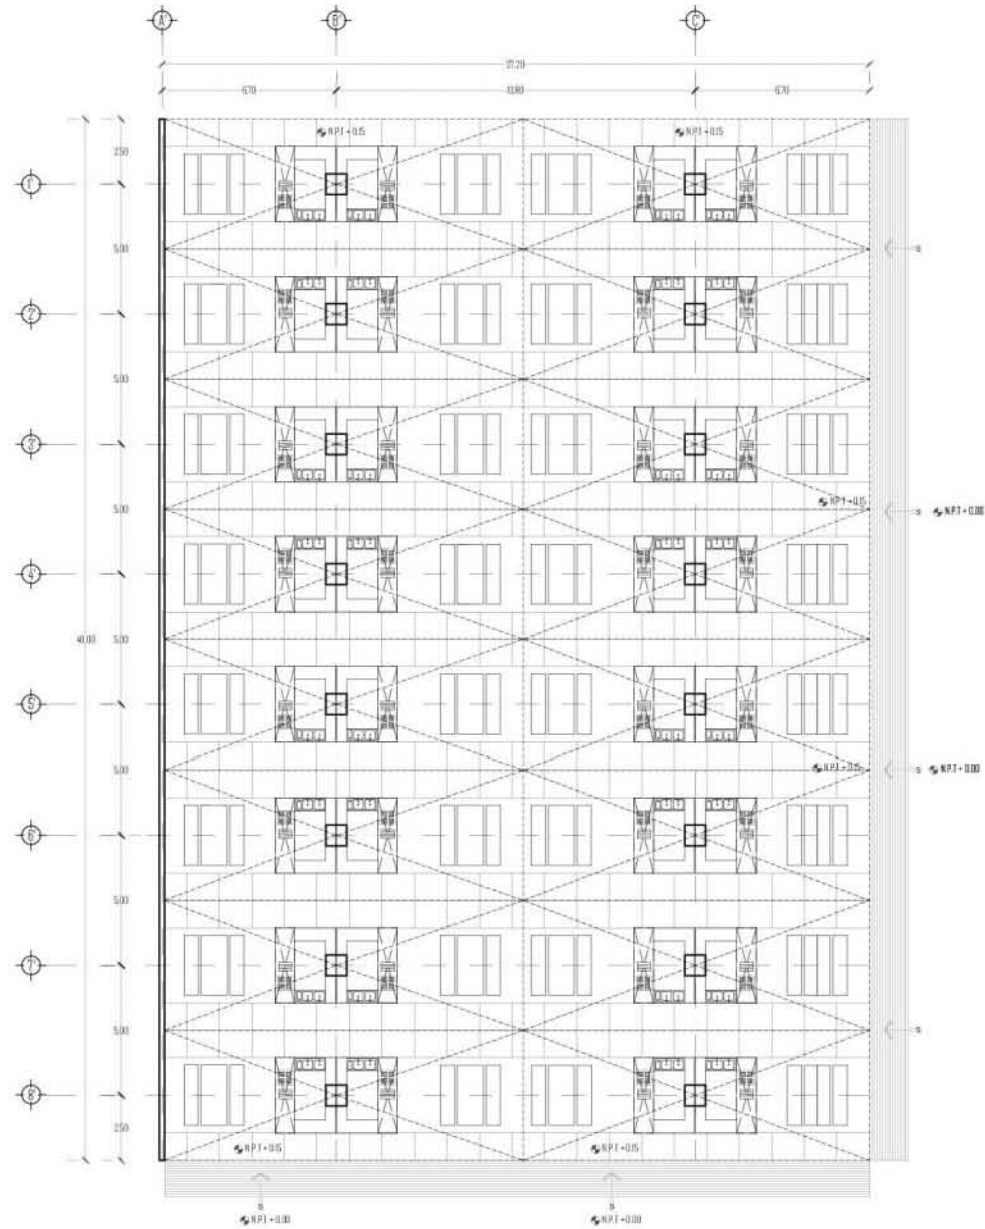 A' B' C'
27.20
6.70 13.80 6.70
N.P.T + 0.15 N.P.T + 0.15
2.50
1'
5.00 s
2'
5.00
3'
N.P.T + 0.15
5.00 s N.P.T + 0.00
4'
40.00 5.00
5'
N.P.T + 0.15
5.00 s N.P.T + 0.00
6'
5.00
7'
5.00 s
8'
2.50
N.P.T + 0.15 N.P.T + 0.15
s s
N.P.T + 0.00 N.P.T + 0.00